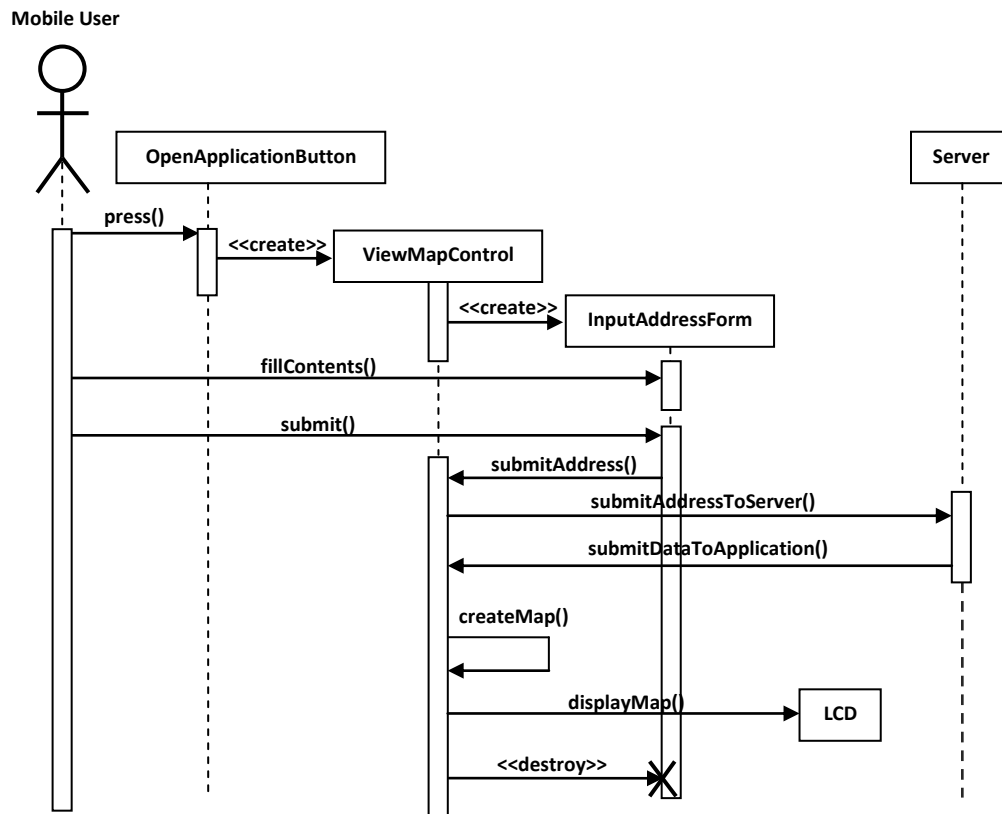 Mobile User
OpenApplicationButton
Server
press()
<<create>>
ViewMapControl
<<create>>
InputAddressForm
fillContents()
submit()
submitAddress()
submitAddressToServer()
submitDataToApplication()
createMap()
displayMap()
LCD
<<destroy>>